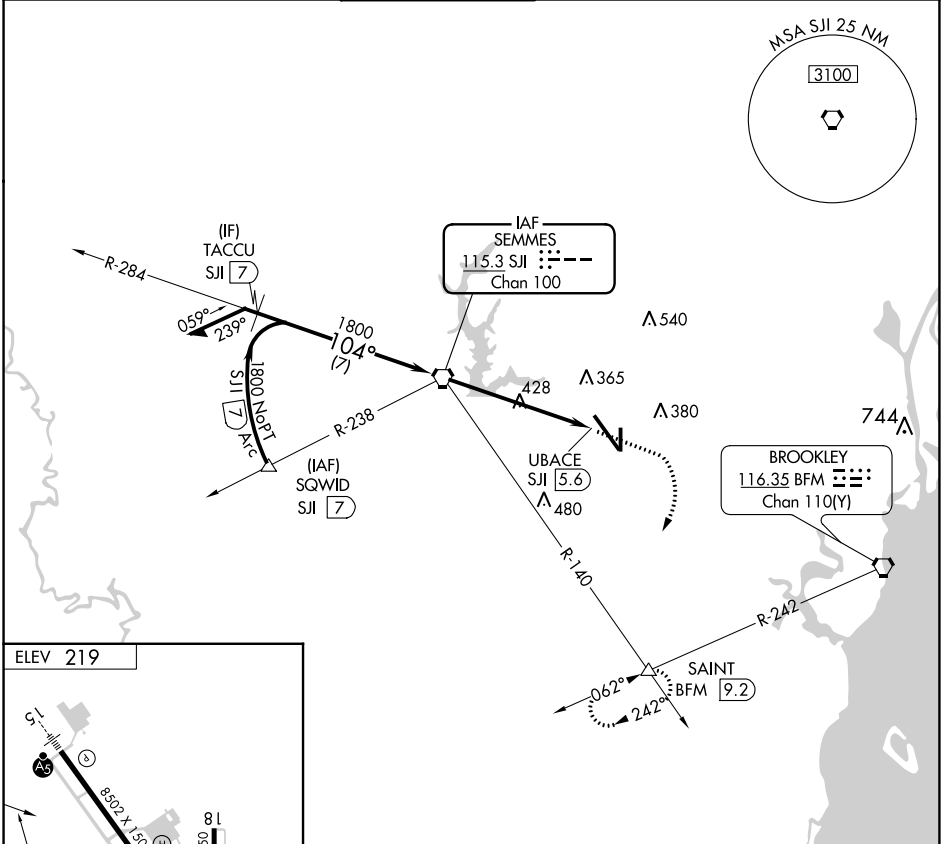 MSA SJI 25 NM
3100
(IF)
TACCU
SJI 7
R-284
059°
239°
IAF
SEMMES
115.3 SJI
Chan 100
1800
104°
(7)
1800 NoPT
SJI 7 Arc
R-238
(IAF)
SQWID
SJI 7
540
428
365
380
744
UBACE
SJI 5.6
480
BROOKLEY
116.35 BFM
Chan 110(Y)
R-140
R-242
SAINT
BFM 9.2
062°
242°
ELEV 219
15
P
A5
8502 X 150
18
50